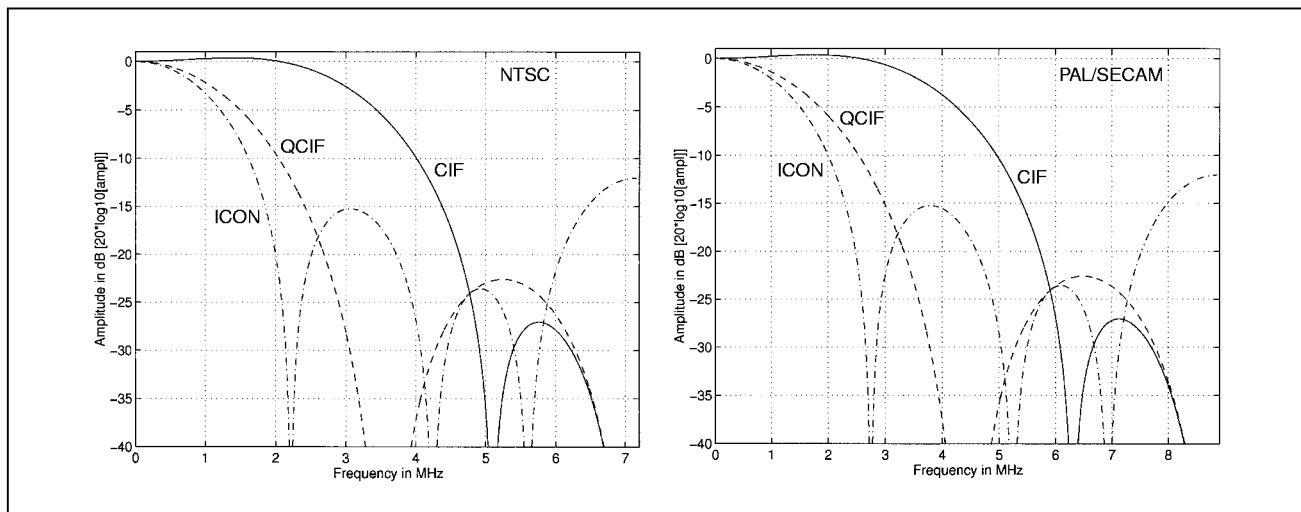 NTSC
QCIF
CIF
ICON
0
−5
−10
−15
−20
−25
−30
−35
−40
Amplitude in dB [20*log10[ampl]]
0 1 2 3 4 5 6 7
Frequency in MHz
PAL/SECAM
QCIF
CIF
ICON
0
−5
−10
−15
−20
−25
−30
−35
−40
Amplitude in dB [20*log10[ampl]]
0 1 2 3 4 5 6 7 8
Frequency in MHz